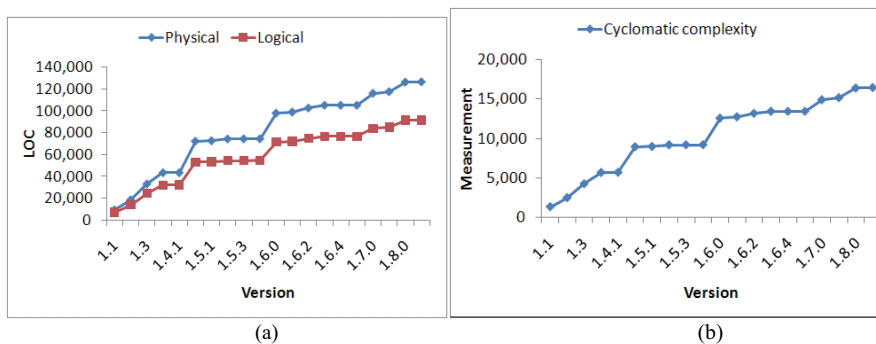 Physical Logical
140,000
120,000
100,000
80,000
60,000
40,000
20,000
0
LOC
1.1 1.3 1.4.1 1.5.1 1.5.3 1.6.0 1.6.2 1.6.4 1.7.0 1.8.0
Version
(a)
Cyclomatic complexity
20,000
15,000
10,000
5,000
0
Measurement
1.1 1.3 1.4.1 1.5.1 1.5.3 1.6.0 1.6.2 1.6.4 1.7.0 1.8.0
Version
(b)